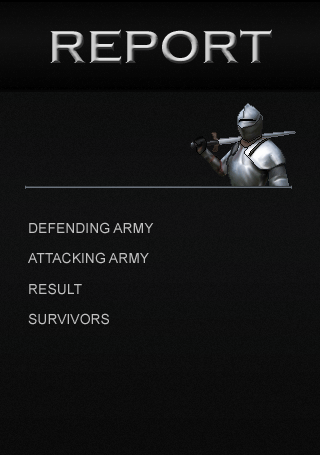 REPORT
DEFENDING ARMY
ATTACKING ARMY
RESULT
SURVIVORS